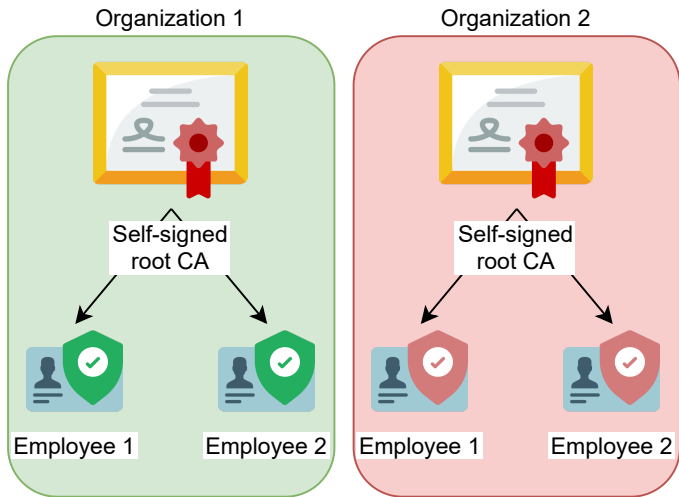 Organization 1
Organization 2
Self-signed
root CA
Self-signed
root CA
Employee 1
Employee 2
Employee 1
Employee 2